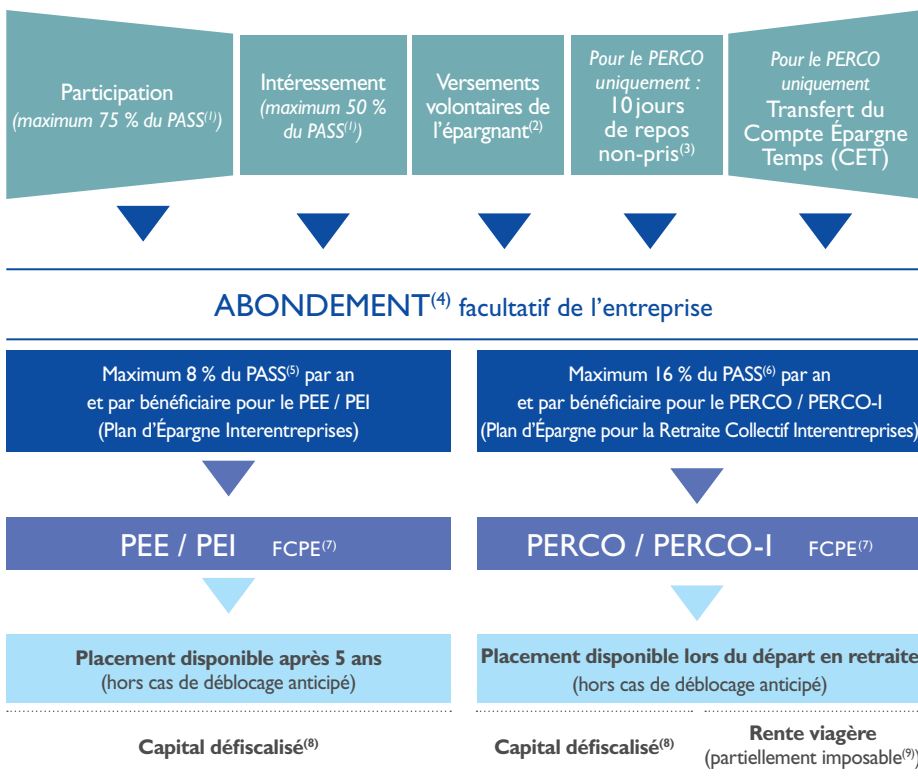 Participation
(maximum 75 % du PASS(1))
Intéressement
(maximum 50 %
du PASS(1))
Versements
volontaires de
l'épargnant(2)
Pour le PERCO
uniquement :
10 jours
de repos
non-pris(3)
Pour le PERCO
uniquement
Transfert du
Compte Épargne
Temps (CET)
ABONDEMENT(4) facultatif de l'entreprise
Maximum 8 % du PASS(5) par an
et par bénéficiaire pour le PEE / PEI
(Plan d'Épargne Interentreprises)
Maximum 16 % du PASS(6) par an
et par bénéficiaire pour le PERCO / PERCO-I
(Plan d'Épargne pour la Retraite Collectif Interentreprises)
PEE / PEI FCPE(7)
PERCO / PERCO-I FCPE(7)
Placement disponible après 5 ans
(hors cas de déblocage anticipé)
Placement disponible lors du départ en retraite
(hors cas de déblocage anticipé)
Capital défiscalisé(8)
Capital défiscalisé(8)
Rente viagère
(partiellement imposable(9))